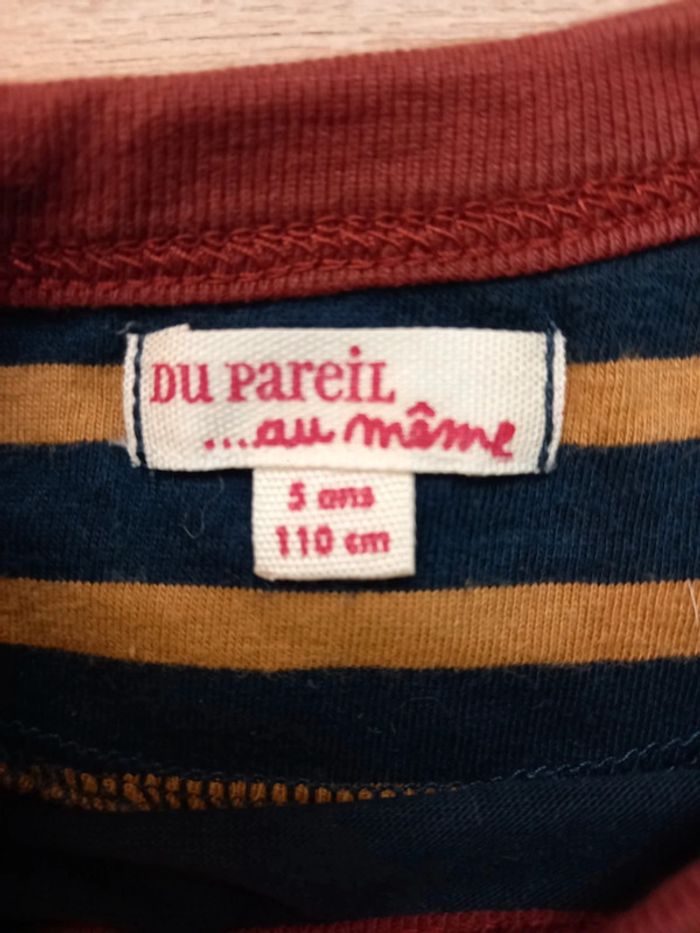 DU PAREIL
...au même
5 ans
110 cm